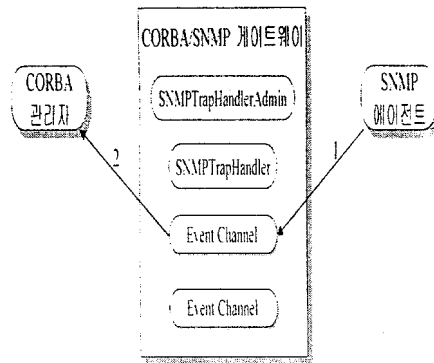 CORBA/SNMP 게이트웨이
CORBA
관리자
SNMPTrapHandlerAdmin
SNMP
에이전트
SNMPTrapHandler
1
2
Event Channel
Event Channel